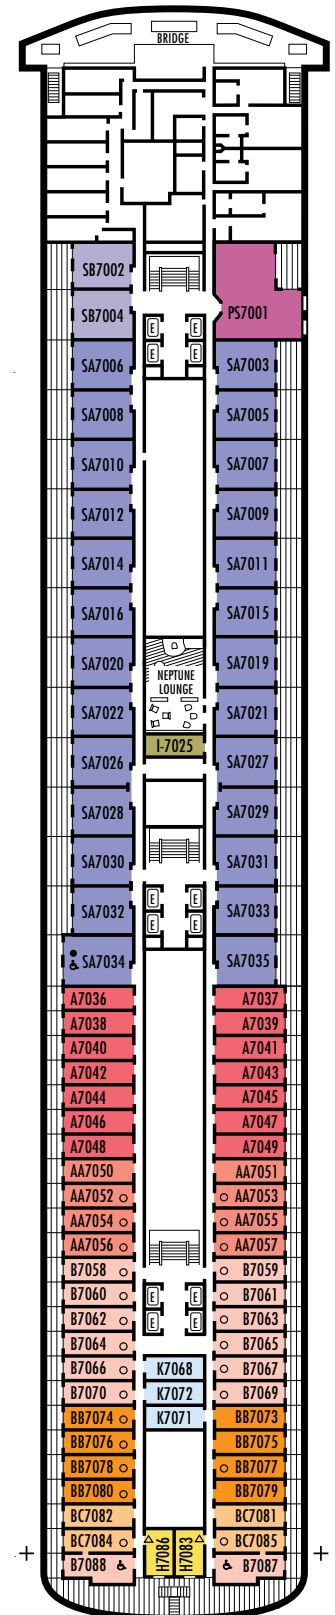 BRIDGE
SB7002
SB7004
PS7001
E E
E E
SA7006 SA7003
SA7008 SA7005
SA7010 SA7007
SA7012 SA7009
SA7014 SA7011
SA7016 SA7015
SA7020 SA7019
NEPTUNE
LOUNGE
SA7022 SA7021
I-7025
SA7026 SA7027
SA7028 SA7029
SA7030 SA7031
E E
SA7032 SA7033
E E
SA7034 SA7035
A7036 A7037
A7038 A7039
A7040 A7041
A7042 A7043
A7044 A7045
A7046 A7047
A7048 A7049
AA7050 AA7051
AA7052 AA7053
AA7054 AA7055
AA7056 AA7057
B7058 B7059
B7060 E E B7061
B7062 E E B7063
B7064 B7065
B7066 K7068 B7067
B7070 K7072 B7069
BB7074 K7071 BB7073
BB7076 BB7075
BB7078 BB7077
BB7080 BB7079
BC7082 BC7081
BC7084 BC7085
H7086 H7083
B7088 B7087